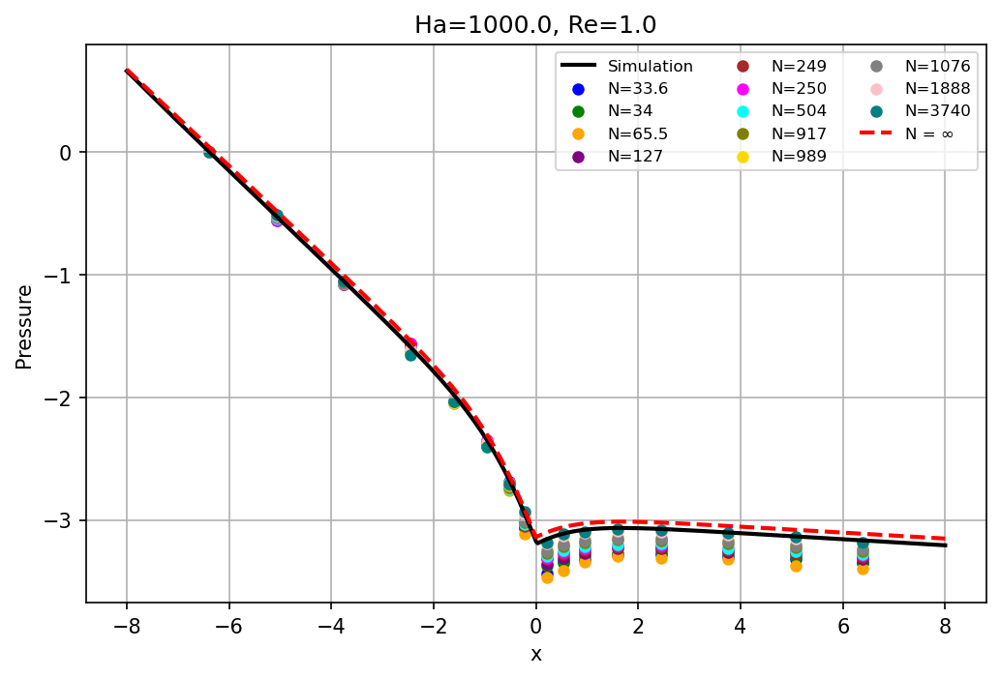 Ha=1000.0, Re=1.0
Simulation
N=33.6
N=34
N=65.5
N=127
N=249
N=250
N=504
N=917
N=989
N=1076
N=1888
N=3740
N = ∞
Pressure
0
−1
−2
−3
−8
−6
−4
−2
0
2
4
6
8
x